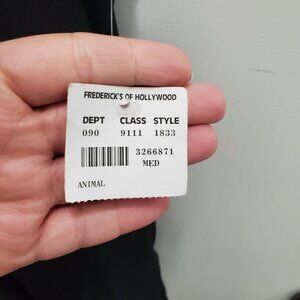 FREDERICK'S OF HOLLYWOOD
DEPT CLASS STYLE
090 9111 1833
3266871
MED
ANIMAL